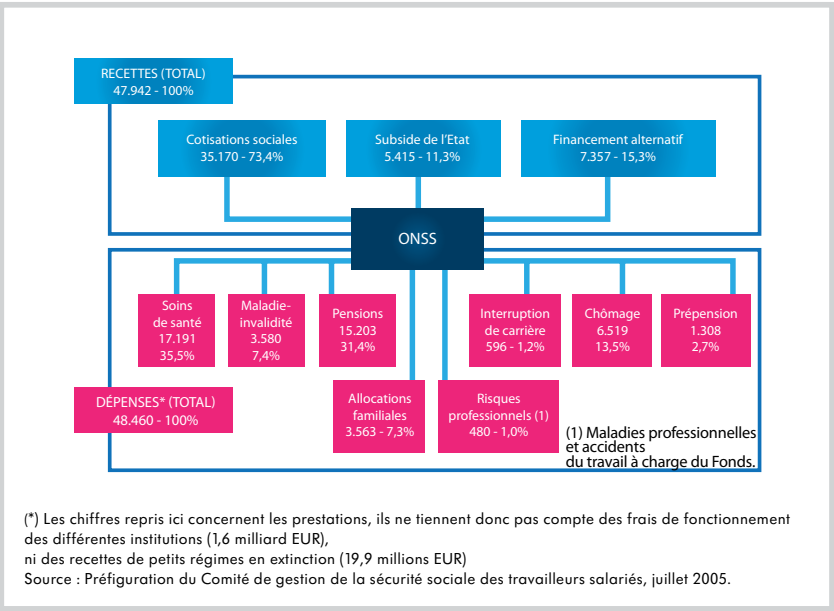 RECETTES (TOTAL)
47.942 - 100%
Cotisations sociales
35.170 - 73,4%
Subside de l'Etat
5.415 - 11,3%
Financement alternatif
7.357 - 15,3%
ONSS
Soins
de santé
17.191
35,5%
Maladie-
invalidité
3.580
7,4%
Pensions
15.203
31,4%
Interruption
de carrière
596 - 1,2%
Chômage
6.519
13,5%
Prépension
1.308
2,7%
DÉPENSES* (TOTAL)
48.460 - 100%
Allocations
familiales
3.563 - 7,3%
Risques
professionnels (1)
480 - 1,0%
(1) Maladies professionnelles
et accidents
du travail à charge du Fonds.
(*) Les chiffres repris ici concernent les prestations, ils ne tiennent donc pas compte des frais de fonctionnement
des différentes institutions (1,6 milliard EUR),
ni des recettes de petits régimes en extinction (19,9 millions EUR)
Source : Préfiguration du Comité de gestion de la sécurité sociale des travailleurs salariés, juillet 2005.